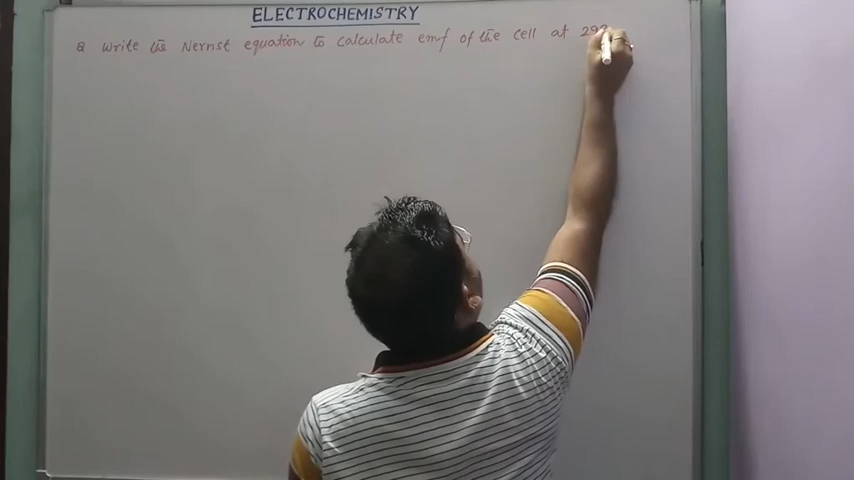 ELECTROCHEMISTRY
Q Write the Nernst equation to calculate emf of the cell at